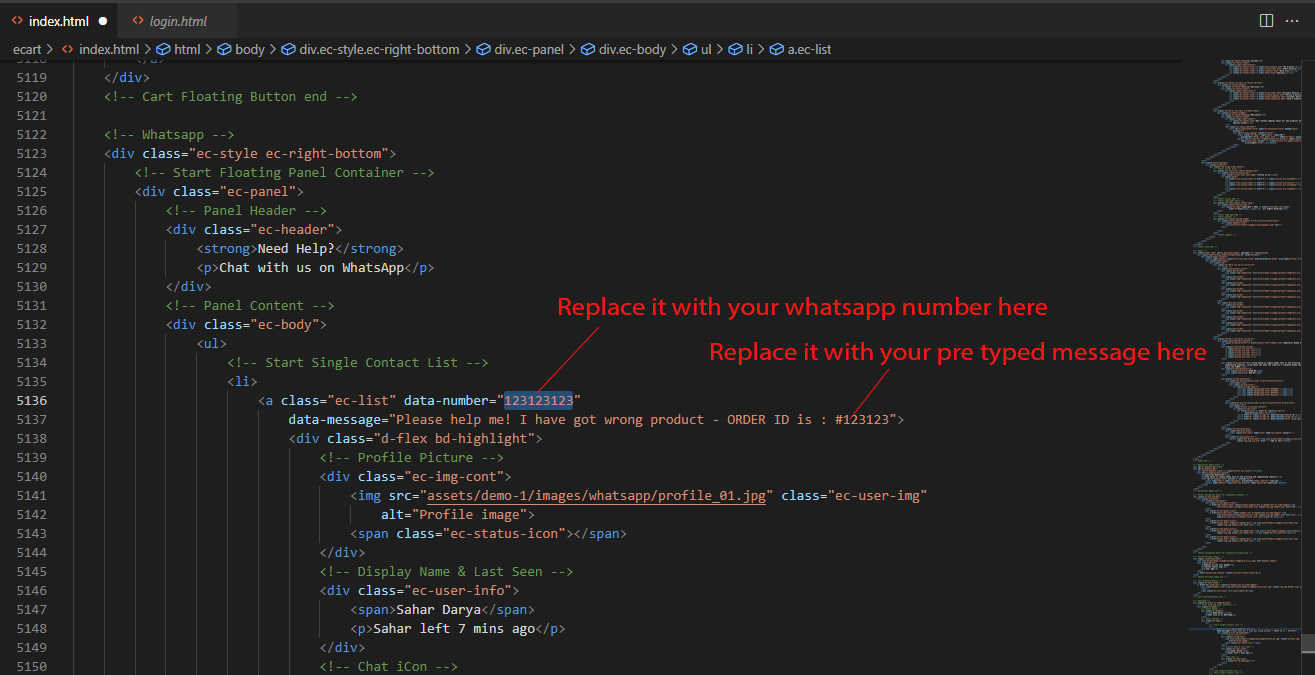 index.html
login.html
ecart > index.html > html > body > div.ec-style.ec-right-bottom > div.ec-panel > div.ec-body > ul > li > a.ec-list
5119 </div>
5120 <!-- Cart Floating Button end -->
5121
5122 <!-- Whatsapp -->
5123 <div class="ec-style ec-right-bottom">
5124 <!-- Start Floating Panel Container -->
5125 <div class="ec-panel">
5126 <!-- Panel Header -->
5127 <div class="ec-header">
5128 <strong>Need Help?</strong>
5129 <p>Chat with us on WhatsApp</p>
5130 </div>
5131 <!-- Panel Content -->
Replace it with your whatsapp number here
5132 <div class="ec-body">
5133 <ul>
Replace it with your pre typed message here
5134 <!-- Start Single Contact List -->
5135 <li>
5136 <a class="ec-list" data-number="123123123"
5137 data-message="Please help me! I have got wrong product - ORDER ID is : #123123">
5138 <div class="d-flex bd-highlight">
5139 <!-- Profile Picture -->
5140 <div class="ec-img-cont">
5141 <img src="assets/demo-1/images/whatsapp/profile_01.jpg" class="ec-user-img"
5142 alt="Profile image">
5143 <span class="ec-status-icon"></span>
5144 </div>
5145 <!-- Display Name & Last Seen -->
5146 <div class="ec-user-info">
5147 <span>Sahar Darya</span>
5148 <p>Sahar left 7 mins ago</p>
5149 </div>
5150 <!-- Chat iCon -->